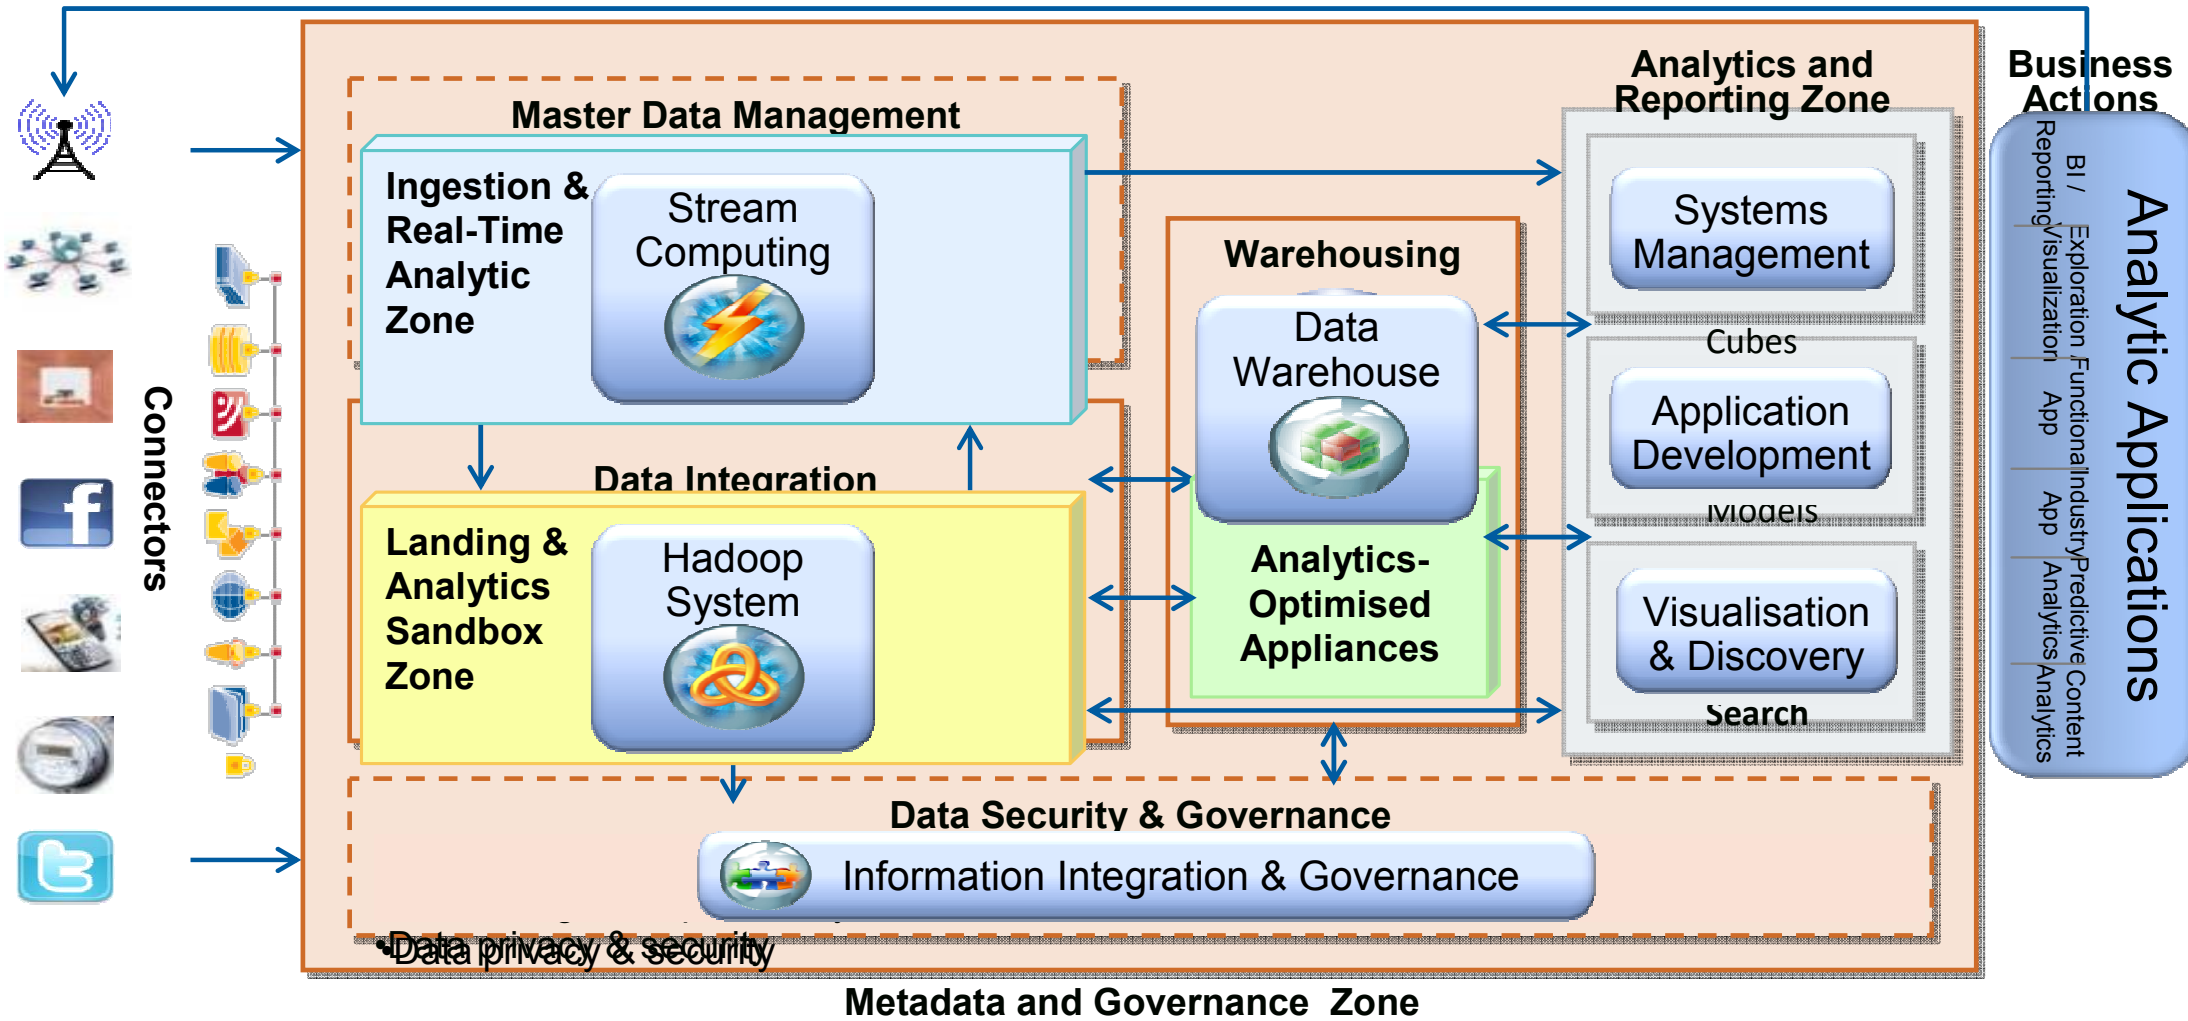 Business
Actions
Analytics and
Reporting Zone
Master Data Management
Ingestion &
Real-Time
Analytic
Zone
Stream
Computing
Systems
Management
Warehousing
Data
Warehouse
Cubes
Application
Development
Models
Connectors
Data Integration
Landing &
Analytics
Sandbox
Zone
Hadoop
System
Analytics-
Optimised
Appliances
Visualisation
& Discovery
Search
BI /
Reporting
Exploration /
Visualization
Functional
App
Industry
App
Predictive
Analytics
Content
Analytics
Analytic Applications
f
t
Data Security & Governance
Information Integration & Governance
•Data privacy & security
Metadata and Governance Zone